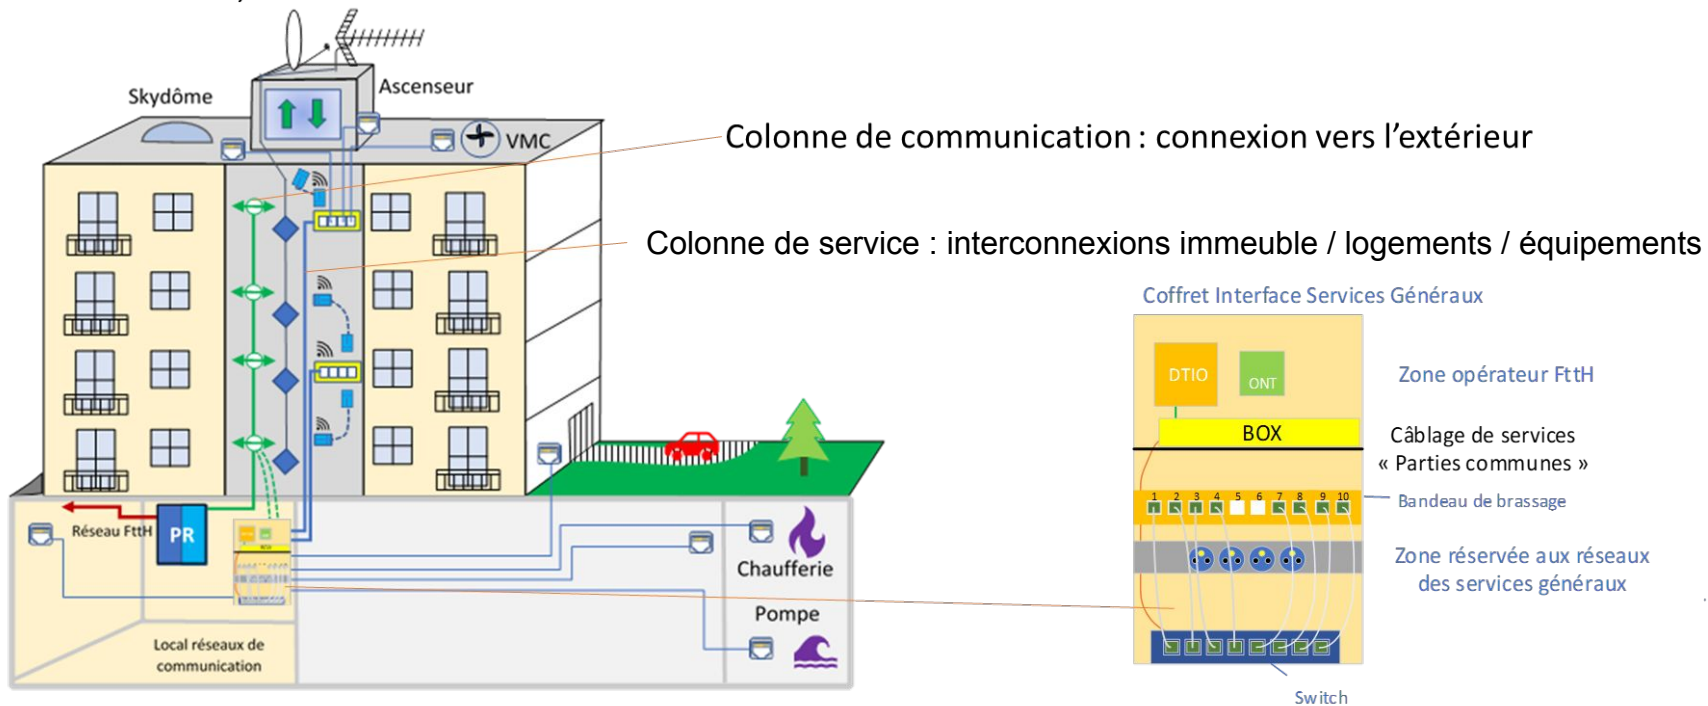 Ascenseur
Skydôme
VMC
Colonne de communication : connexion vers l’extérieur
Colonne de service : interconnexions immeuble / logements / équipements
Réseau FttH
PR
BOX
Chaufferie
Pompe
Local réseaux de
communication
Coffret Interface Services Généraux
DTIO
ONT
Zone opérateur FttH
BOX
Câblage de services
« Parties communes »
1 2 3 4 5 6 7 8 9 10
Bandeau de brassage
Zone réservée aux réseaux
des services généraux
Switch